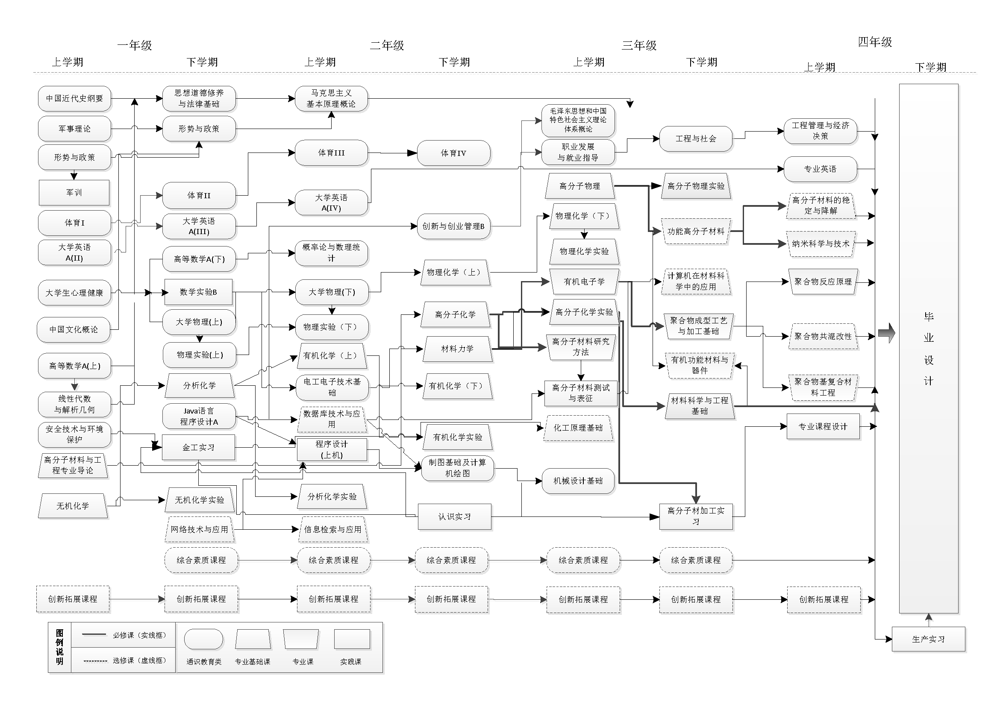 一年级
二年级
三年级
四年级
上学期
下学期
上学期
下学期
上学期
下学期
上学期
下学期
中国近代史纲要
军事理论
形势与政策
军训
体育I
大学英语
A(II)
大学生心理健康
中国文化概论
高等数学A(上)
线性代数
与解析几何
安全技术与环境
保护
高分子材料与工
程专业导论
无机化学
创新拓展课程
思想道德修养
与法律基础
形势与政策
体育II
大学英语
A(III)
高等数学A(下)
数学实验B
大学物理(上)
物理实验(上)
分析化学
Java语言
程序设计A
金工实习
无机化学实验
网络技术与应用
综合素质课程
创新拓展课程
马克思主义
基本原理概论
体育III
大学英语
A(IV)
概率论与数理统
计
大学物理(下)
物理实验（下）
有机化学（上）
电工电子技术基
础
数据库技术与应
用
程序设计
(上机)
分析化学实验
信息检索与应用
综合素质课程
创新拓展课程
体育IV
创新与创业管理B
物理化学（上）
高分子化学
材料力学
有机化学（下）
有机化学实验
制图基础及计算
机绘图
认识实习
综合素质课程
创新拓展课程
毛泽东思想和中国
特色社会主义理论
体系概论
职业发展
与就业指导
高分子物理
物理化学（下）
物理化学实验
有机电子学
高分子化学实验
高分子材料研究
方法
高分子材料测试
与表征
化工原理基础
机械设计基础
综合素质课程
创新拓展课程
工程与社会
高分子物理实验
功能高分子材料
计算机在材料科
学中的应用
聚合物成型工艺
与加工基础
有机功能材料与
器件
材料科学与工程
基础
高分子材加工实
习
综合素质课程
创新拓展课程
工程管理与经济
决策
专业英语
高分子材料的稳
定与降解
纳米科学与技术
聚合物反应原理
聚合物共混改性
聚合物基复合材
料工程
专业课程设计
创新拓展课程
毕
业
设
计
生产实习
图
例
说
明
必修课（实线框）
选修课（虚线框）
通识教育类
专业基础课
专业课
实践课